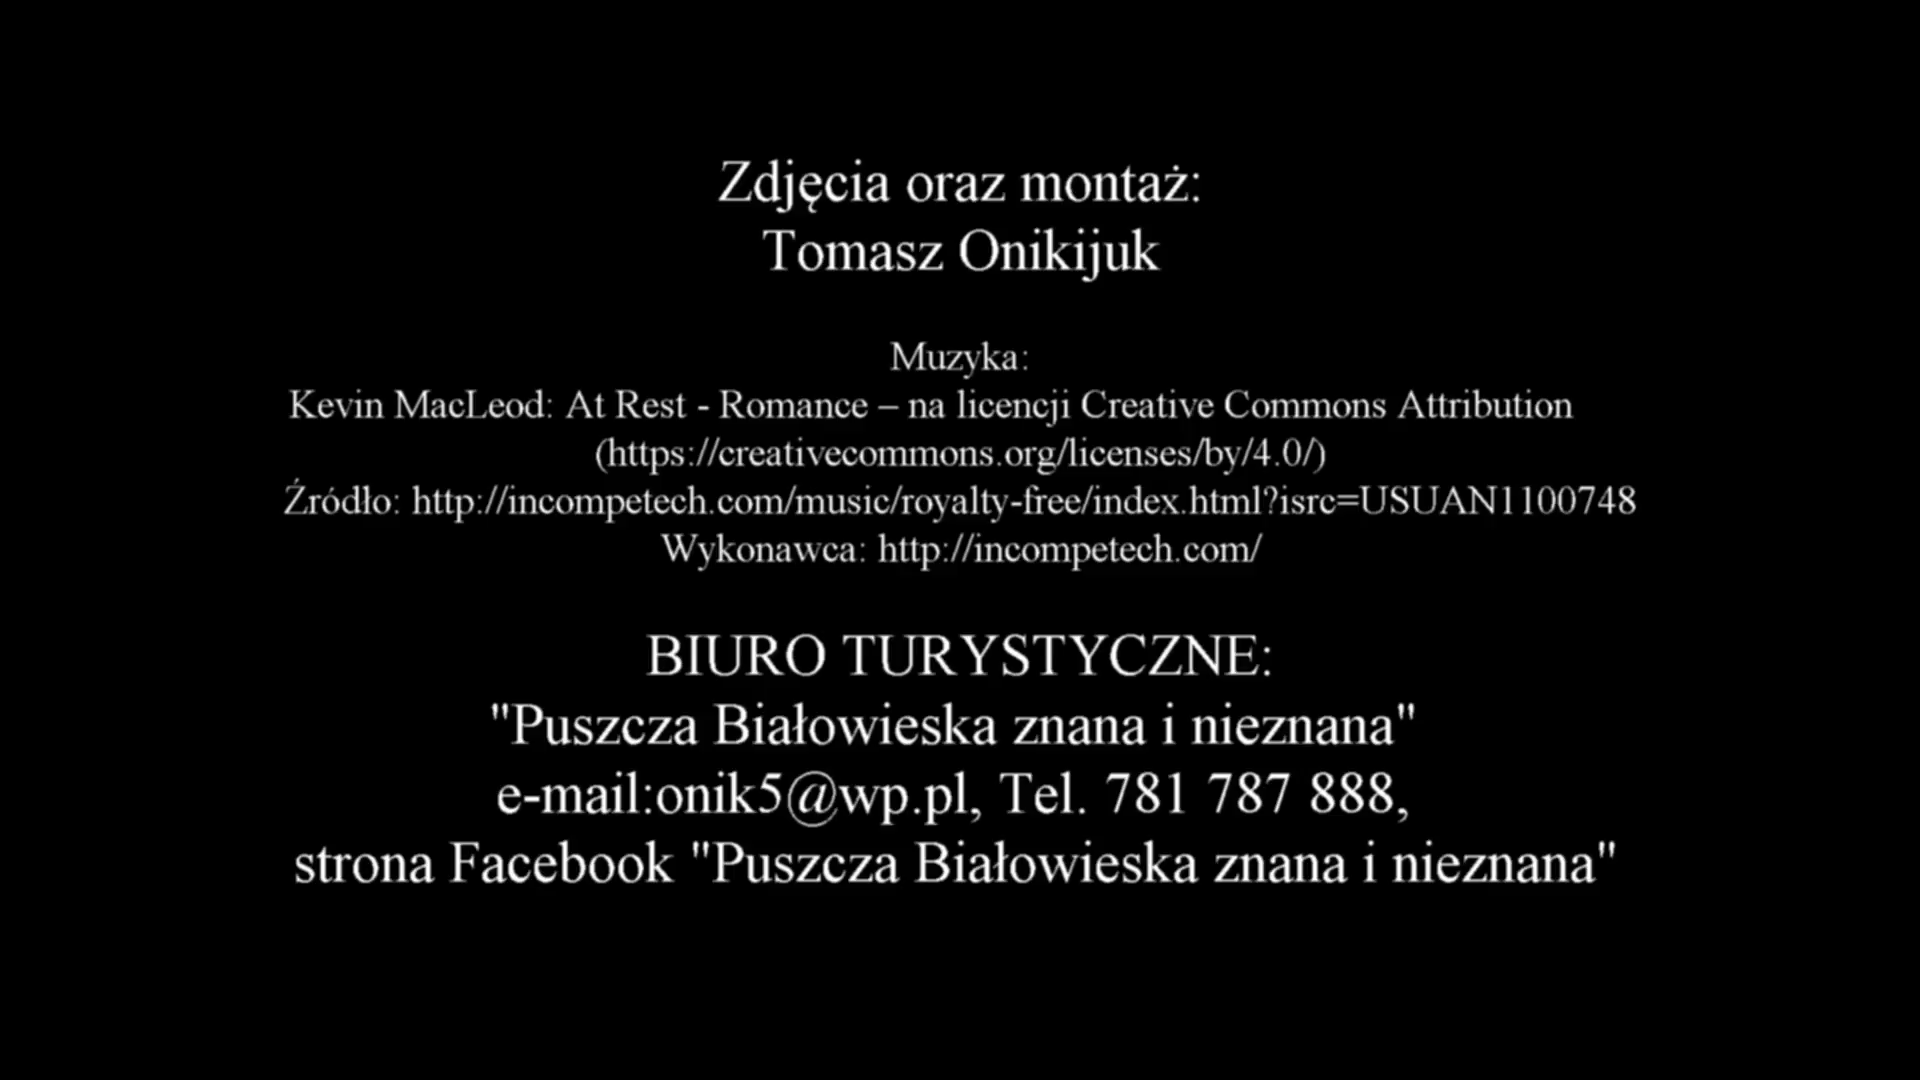 Zdjęcia oraz montaż:
Tomasz Onikijuk
Muzyka:
Kevin MacLeod: At Rest - Romance – na licencji Creative Commons Attribution
(https://creativecommons.org/licenses/by/4.0/)
Źródło: http://incompetech.com/music/royalty-free/index.html?isrc=USUAN1100748
Wykonawca: http://incompetech.com/
BIURO TURYSTYCZNE:
"Puszcza Białowieska znana i nieznana"
e-mail:onik5@wp.pl, Tel. 781 787 888,
strona Facebook "Puszcza Białowieska znana i nieznana"